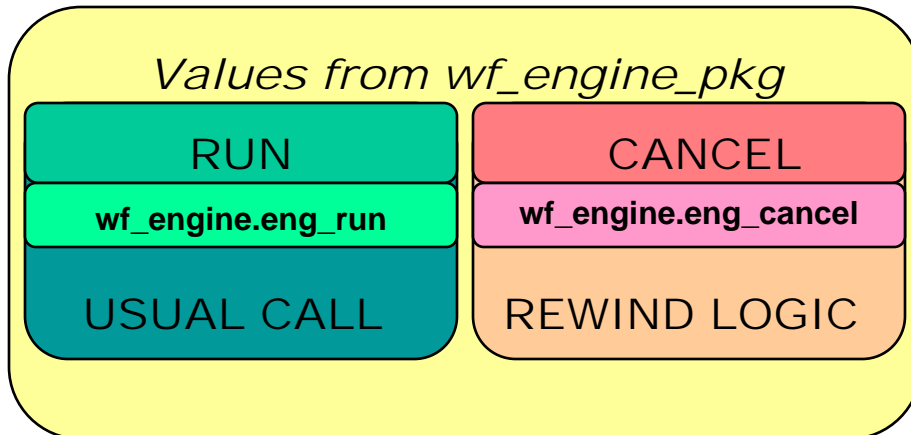 Values from wf_engine_pkg
RUN
CANCEL
wf_engine.eng_run
wf_engine.eng_cancel
USUAL CALL
REWIND LOGIC